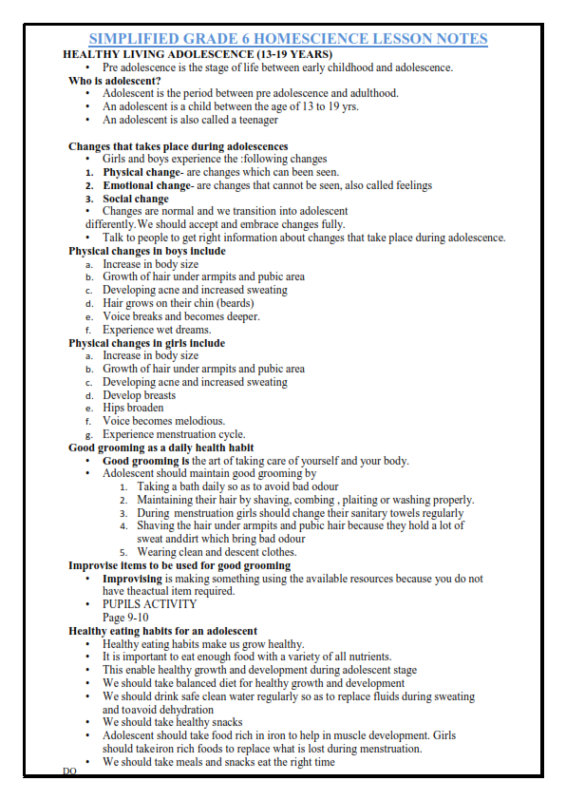 SIMPLIFIED GRADE 6 HOMESCIENCE LESSON NOTES
HEALTHY LIVING ADOLESCENCE (13-19 YEARS)
• Pre adolescence is the stage of life between early childhood and adolescence.
Who is adolescent?
• Adolescent is the period between pre adolescence and adulthood.
• An adolescent is a child between the age of 13 to 19 yrs.
• An adolescent is also called a teenager
Changes that takes place during adolescences
• Girls and boys experience the :following changes
1. Physical change- are changes which can been seen.
2. Emotional change- are changes that cannot be seen, also called feelings
3. Social change
• Changes are normal and we transition into adolescent
differently.We should accept and embrace changes fully.
• Talk to people to get right information about changes that take place during adolescence.
Physical changes in boys include
a. Increase in body size
b. Growth of hair under armpits and pubic area
c. Developing acne and increased sweating
d. Hair grows on their chin (beards)
e. Voice breaks and becomes deeper.
f. Experience wet dreams.
Physical changes in girls include
a. Increase in body size
b. Growth of hair under armpits and pubic area
c. Developing acne and increased sweating
d. Develop breasts
e. Hips broaden
f. Voice becomes melodious.
g. Experience menstruation cycle.
Good grooming as a daily health habit
• Good grooming is the art of taking care of yourself and your body.
• Adolescent should maintain good grooming by
1. Taking a bath daily so as to avoid bad odour
2. Maintaining their hair by shaving, combing , plaiting or washing properly.
3. During menstruation girls should change their sanitary towels regularly
4. Shaving the hair under armpits and pubic hair because they hold a lot of
sweat anddirt which bring bad odour
5. Wearing clean and descent clothes.
Improvise items to be used for good grooming
• Improvising is making something using the available resources because you do not
have theactual item required.
• PUPILS ACTIVITY
Page 9-10
Healthy eating habits for an adolescent
• Healthy eating habits make us grow healthy.
• It is important to eat enough food with a variety of all nutrients.
• This enable healthy growth and development during adolescent stage
• We should take balanced diet for healthy growth and development
• We should drink safe clean water regularly so as to replace fluids during sweating
and toavoid dehydration
• We should take healthy snacks
• Adolescent should take food rich in iron to help in muscle development. Girls
should takeiron rich foods to replace what is lost during menstruation.
• We should take meals and snacks eat the right time
DO